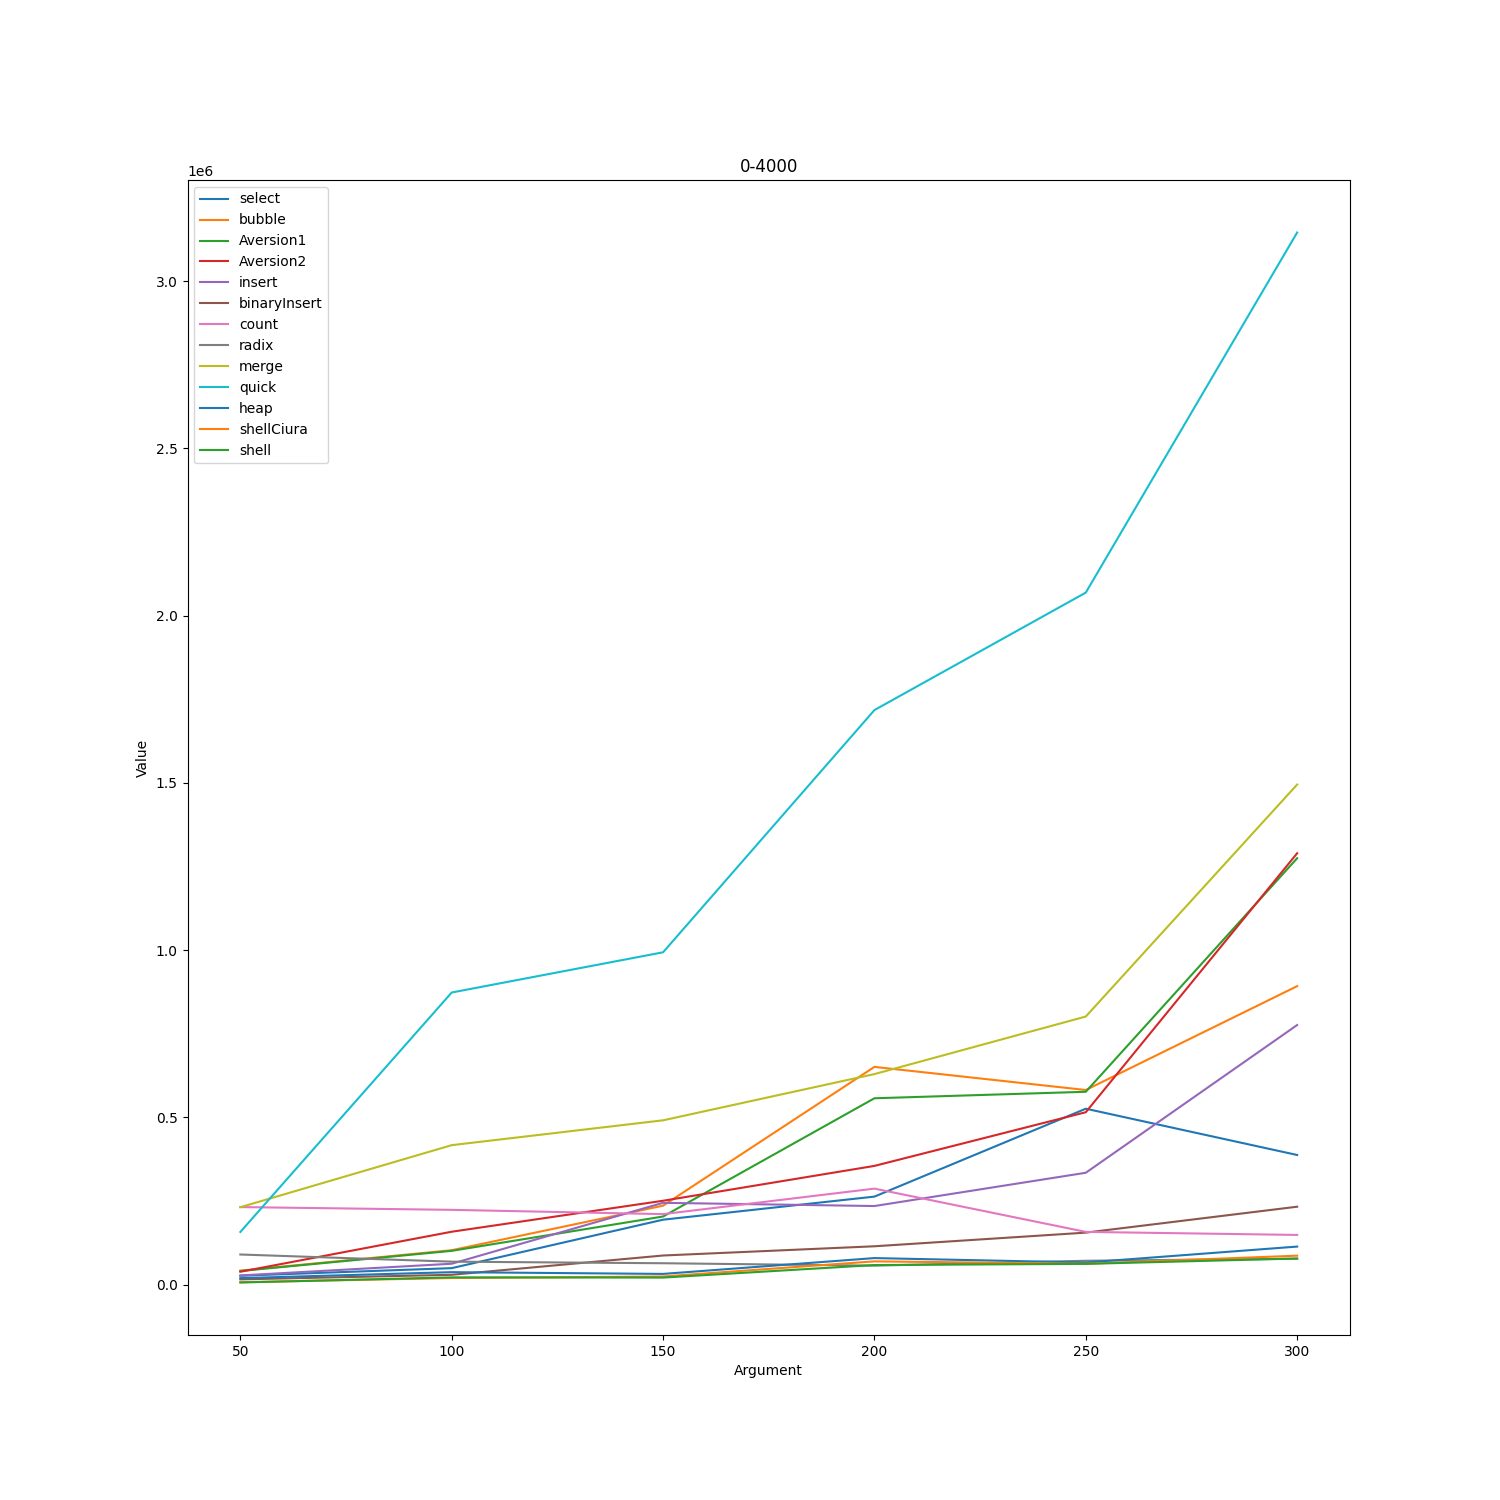 0-4000
1e6
select
bubble
Aversion1
Aversion2
insert
binaryInsert
count
radix
merge
quick
heap
shellCiura
shell
3.0
2.5
2.0
1.5
1.0
0.5
0.0
Value
50 100 150 200 250 300
Argument